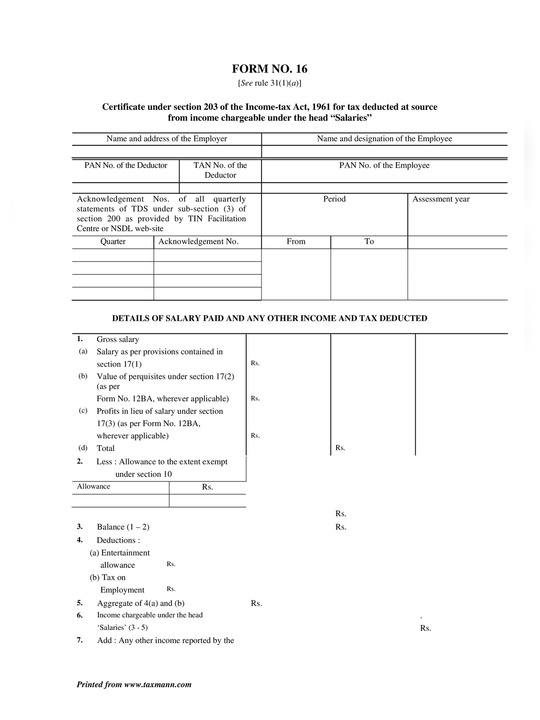 FORM NO. 16
[See rule 31(1)(a)]
Certificate under section 203 of the Income-tax Act, 1961 for tax deducted at source
from income chargeable under the head “Salaries”
Name and address of the Employer
Name and designation of the Employee
PAN No. of the Deductor
TAN No. of the
Deductor
PAN No. of the Employee
Acknowledgement Nos. of all quarterly
statements of TDS under sub-section (3) of
section 200 as provided by TIN Facilitation
Centre or NSDL web-site
Period
Assessment year
Quarter
Acknowledgement No.
From
To
DETAILS OF SALARY PAID AND ANY OTHER INCOME AND TAX DEDUCTED
1. Gross salary
(a) Salary as per provisions contained in
section 17(1) Rs.
(b) Value of perquisites under section 17(2)
(as per
Form No. 12BA, wherever applicable) Rs.
(c) Profits in lieu of salary under section
17(3) (as per Form No. 12BA,
wherever applicable) Rs.
(d) Total Rs.
2. Less : Allowance to the extent exempt
under section 10
Allowance Rs.
Rs.
3. Balance (1 – 2) Rs.
4. Deductions :
(a) Entertainment
allowance Rs.
(b) Tax on
Employment Rs.
5. Aggregate of 4(a) and (b) Rs.
6. Income chargeable under the head .
‘Salaries’ (3 - 5) Rs.
7. Add : Any other income reported by the
Printed from www.taxmann.com